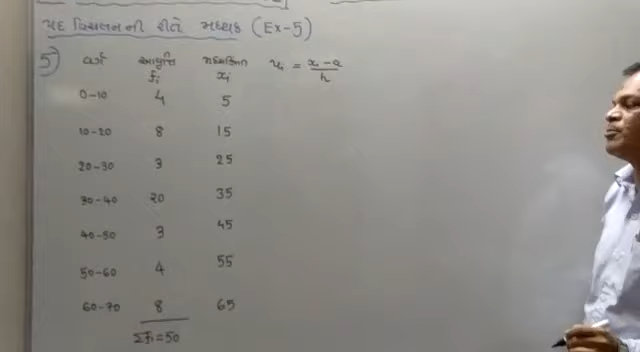 પદ વિચલનની રીતે મધ્યક (Ex-5)
5) વર્ગ આવૃત્તિ fi મધ્યકિંમત xi ui = xi - a / h
0-10 4 5
10-20 8 15
20-30 3 25
30-40 20 35
40-50 3 45
50-60 4 55
60-70 8 65
Σfi = 50